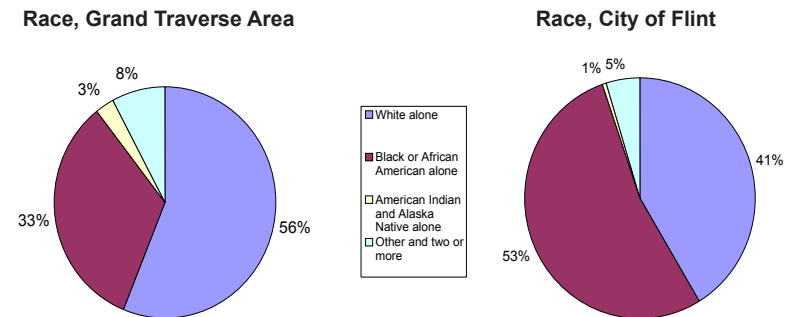 Race, Grand Traverse Area
8%
3%
33%
56%
White alone
Black or African
American alone
American Indian
and Alaska
Native alone
Other and two or
more
Race, City of Flint
1%
5%
41%
53%